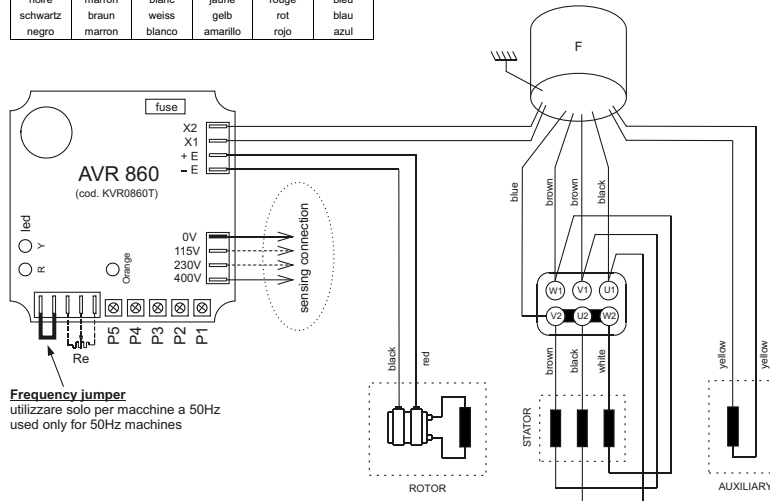 noire marron blanc jaune rouge bleu
schwartz braun weiss gelb rot blau
negro marron blanco amarillo rojo azul
F
fuse
X2
X1
+ E
– E
AVR 860
(cod. KVR0860T)
led
Y
R
Orange
0V
115V
230V
400V
sensing connection
P5 P4 P3 P2 P1
Re
Frequency jumper
utilizzare solo per macchine a 50Hz
used only for 50Hz machines
black
red
ROTOR
blue
brown
brown
black
W1 V1 U1
V2 U2 W2
brown
black
white
STATOR
yellow
yellow
AUXILIARY